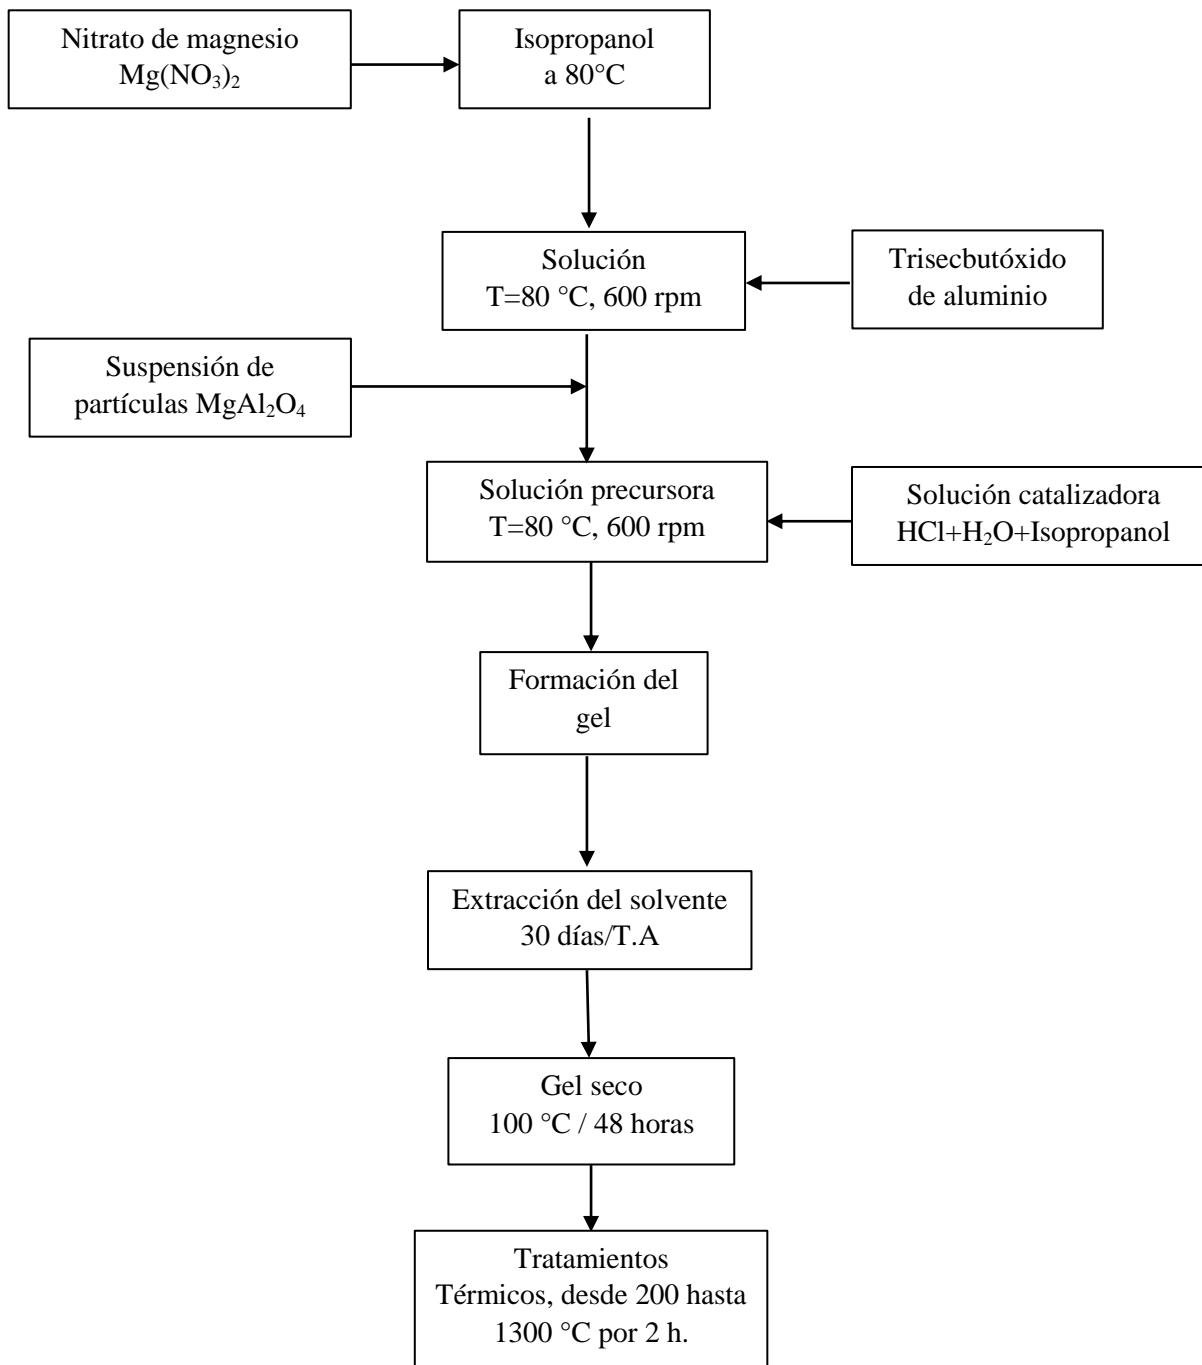 Nitrato de magnesio
Mg(NO₃)₂
Isopropanol
a 80°C
Solución
T=80 °C, 600 rpm
Trisecbutóxido
de aluminio
Suspensión de
partículas MgAl₂O₄
Solución precursora
T=80 °C, 600 rpm
Solución catalizadora
HCl+H₂O+Isopropanol
Formación del
gel
Extracción del solvente
30 días/T.A
Gel seco
100 °C / 48 horas
Tratamientos
Térmicos, desde 200 hasta
1300 °C por 2 h.